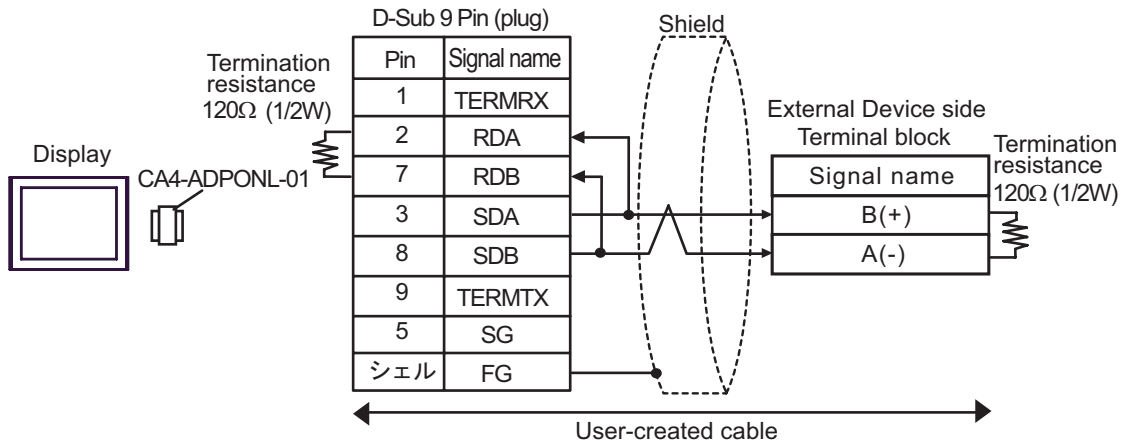 D-Sub 9 Pin (plug)
Shield
Termination
resistance
120Ω (1/2W)
Pin Signal name
1 TERMRX
2 RDA
7 RDB
3 SDA
8 SDB
9 TERMTX
5 SG
シェル FG
Display
CA4-ADPONL-01
External Device side
Terminal block
Signal name
B(+)
A(-)
Termination
resistance
120Ω (1/2W)
User-created cable